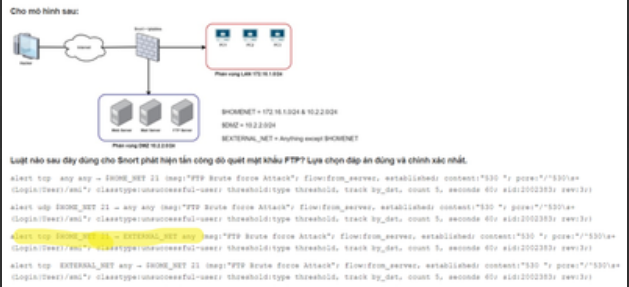 Cho mô hình sau:
Snort + Iptables
Internet
Hacker
PC1 PC2 PC3
Phân vùng LAN 172.16.1.0/24
Web Server Mail Server FTP Server
Phân vùng DMZ 10.2.2.0/24
$HOMENET = 172.16.1.0/24 & 10.2.2.0/24
$DMZ = 10.2.2.0/24
$EXTERNAL_NET = Anything except $HOMENET
Luật nào sau đây dùng cho Snort phát hiện tấn công dò quét mật khẩu FTP? Lựa chọn đáp án đúng và chính xác nhất.
alert tcp any any → $HOME_NET 21 (msg:"FTP Brute force Attack"; flow:from_server, established; content:"530 "; pcre:"/^530\s+
(Login|User)/smi"; classtype:unsuccessful-user; threshold:type threshold, track by_dst, count 5, seconds 60; sid:2002383; rev:3;)
alert udp $HOME_NET 21 → any any (msg:"FTP Brute force Attack"; flow:from_server, established; content:"530 "; pcre:"/^530\s+
(Login|User)/smi"; classtype:unsuccessful-user; threshold:type threshold, track by_dst, count 5, seconds 60; sid:2002383; rev:3;)
alert tcp $HOME_NET 21 → EXTERNAL_NET any (msg:"FTP Brute force Attack"; flow:from_server, established; content:"530 "; pcre:"/^530\s+
(Login|User)/smi"; classtype:unsuccessful-user; threshold:type threshold, track by_dst, count 5, seconds 60; sid:2002383; rev:3;)
alert tcp EXTERNAL_NET any → $HOME_NET 21 (msg:"FTP Brute force Attack"; flow:from_server, established; content:"530 "; pcre:"/^530\s+
(Login|User)/smi"; classtype:unsuccessful-user; threshold:type threshold, track by_dst, count 5, seconds 60; sid:2002383; rev:3;)